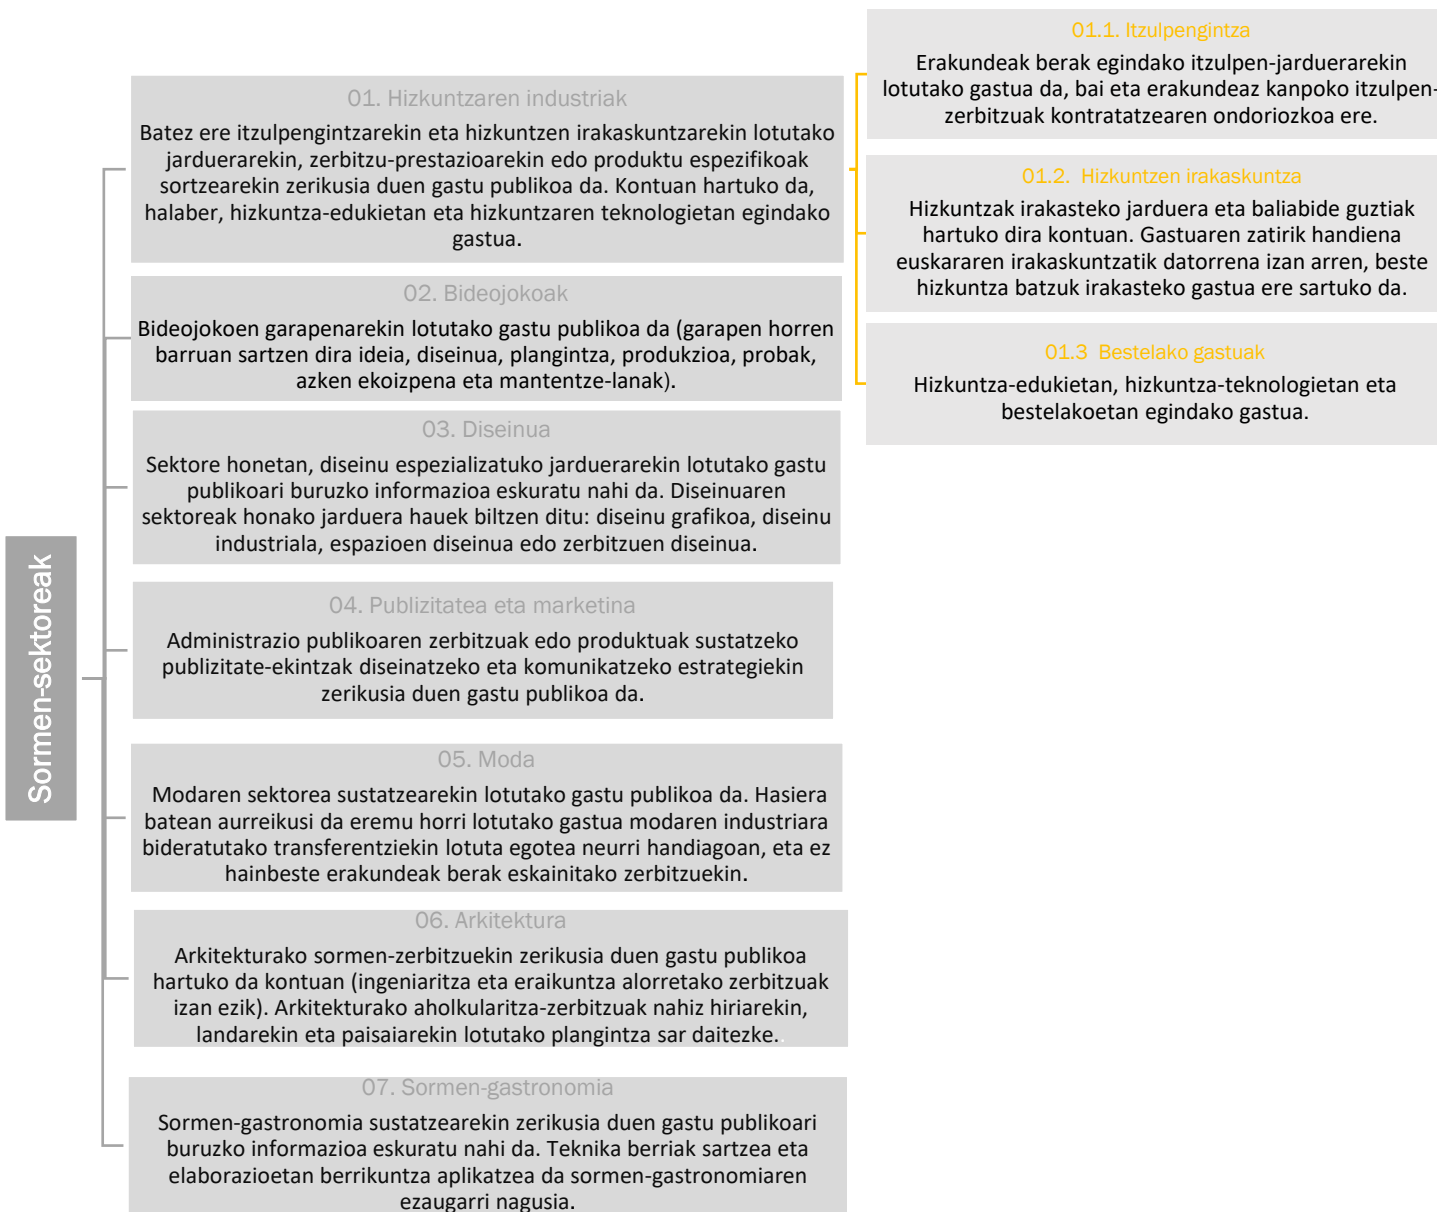 Sormen-sektoreak
01. Hizkuntzaren industriak
Batez ere itzulpengintzarekin eta hizkuntzen irakaskuntzarekin lotutako
jarduerarekin, zerbitzu-prestazioarekin edo produktu espezifikoak
sortzearekin zerikusia duen gastu publikoa da. Kontuan hartuko da,
halaber, hizkuntza-edukietan eta hizkuntzaren teknologietan egindako
gastua.
01.1. Itzulpengintza
Erakundeak berak egindako itzulpen-jarduerarekin
lotutako gastua da, bai eta erakundeaz kanpoko itzulpen-
zerbitzuak kontratatzearen ondoriozkoa ere.
01.2. Hizkuntzen irakaskuntza
Hizkuntzak irakasteko jarduera eta baliabide guztiak
hartuko dira kontuan. Gastuaren zatirik handiena
euskararen irakaskuntzatik datorrena izan arren, beste
hizkuntza batzuk irakasteko gastua ere sartuko da.
01.3 Bestelako gastuak
Hizkuntza-edukietan, hizkuntza-teknologietan eta
bestelakoetan egindako gastua.
02. Bideojokoak
Bideojokoen garapenarekin lotutako gastu publikoa da (garapen horren
barruan sartzen dira ideia, diseinua, plangintza, produkzioa, probak,
azken ekoizpena eta mantentze-lanak).
03. Diseinua
Sektore honetan, diseinu espezializatuko jarduerarekin lotutako gastu
publikoari buruzko informazioa eskuratu nahi da. Diseinuaren
sektoreak honako jarduera hauek biltzen ditu: diseinu grafikoa, diseinu
industriala, espazioen diseinua edo zerbitzuen diseinua.
04. Publizitatea eta marketina
Administrazio publikoaren zerbitzuak edo produktuak sustatzeko
publizitate-ekintzak diseinatzeko eta komunikatzeko estrategiekin
zerikusia duen gastu publikoa da.
05. Moda
Modaren sektorea sustatzearekin lotutako gastu publikoa da. Hasiera
batean aurreikusi da eremu horri lotutako gastua modaren industriara
bideratutako transferentziekin lotuta egotea neurri handiagoan, eta ez
hainbeste erakundeak berak eskainitako zerbitzuekin.
06. Arkitektura
Arkitekturako sormen-zerbitzuekin zerikusia duen gastu publikoa
hartuko da kontuan (ingeniaritza eta eraikuntza alorretako zerbitzuak
izan ezik). Arkitekturako aholkularitza-zerbitzuak nahiz hiriarekin,
landarekin eta paisaiarekin lotutako plangintza sar daitezke.
07. Sormen-gastronomia
Sormen-gastronomia sustatzearekin zerikusia duen gastu publikoari
buruzko informazioa eskuratu nahi da. Teknika berriak sartzea eta
elaborazioetan berrikuntza aplikatzea da sormen-gastronomiaren
ezaugarri nagusia.